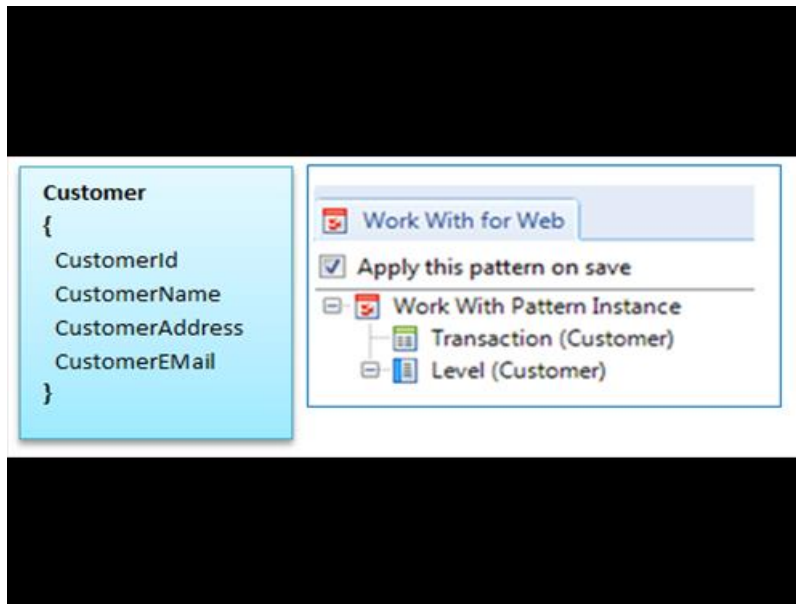 Customer
{
CustomerId
CustomerName
CustomerAddress
CustomerEMail
}
Work With for Web
Apply this pattern on save
Work With Pattern Instance
Transaction (Customer)
Level (Customer)